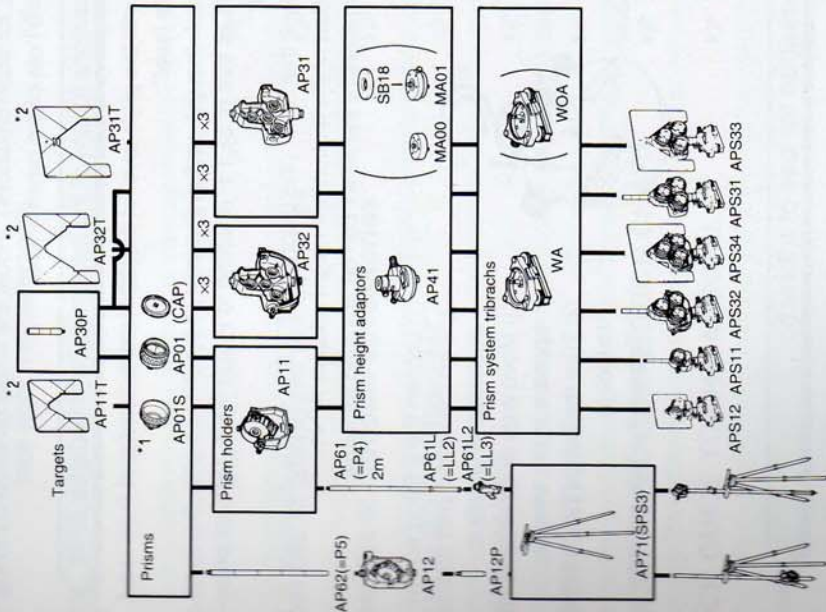 Targets
*2
AP11T
AP30P
*2
AP32T
*2
AP31T
Prisms
*1
AP01S
AP01
(CAP)
×3
×3
×3
×3
Prism holders
AP11
AP32
AP31
AP62(=P5)
AP12
AP12P
AP61
(=P4)
2m
AP61L
(=LL2)
AP61L2
(=LL3)
Prism height adaptors
AP41
MA00
SB18
MA01
Prism system tribrachs
WA
WOA
AP71(SPS3)
APS12
APS11
APS32
APS34
APS31
APS33